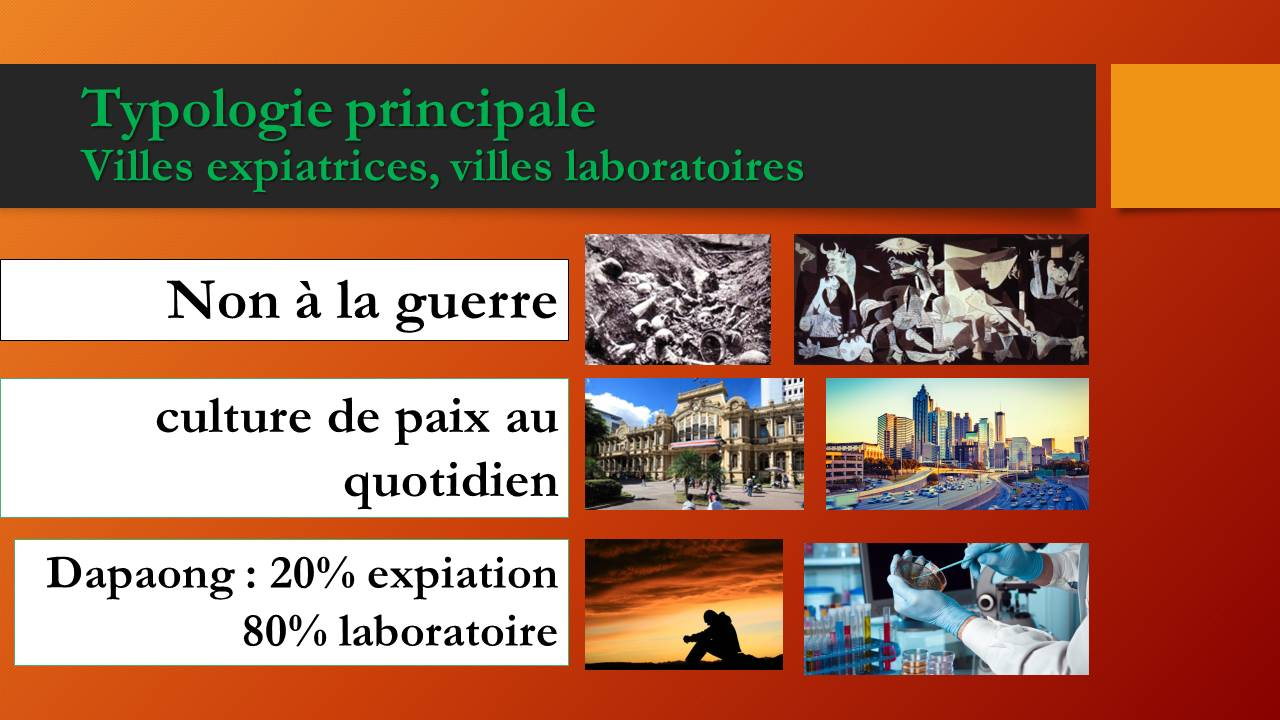 Typologie principale
Villes expiatrices, villes laboratoires
Non à la guerre
culture de paix au
quotidien
Dapaong : 20% expiation
80% laboratoire